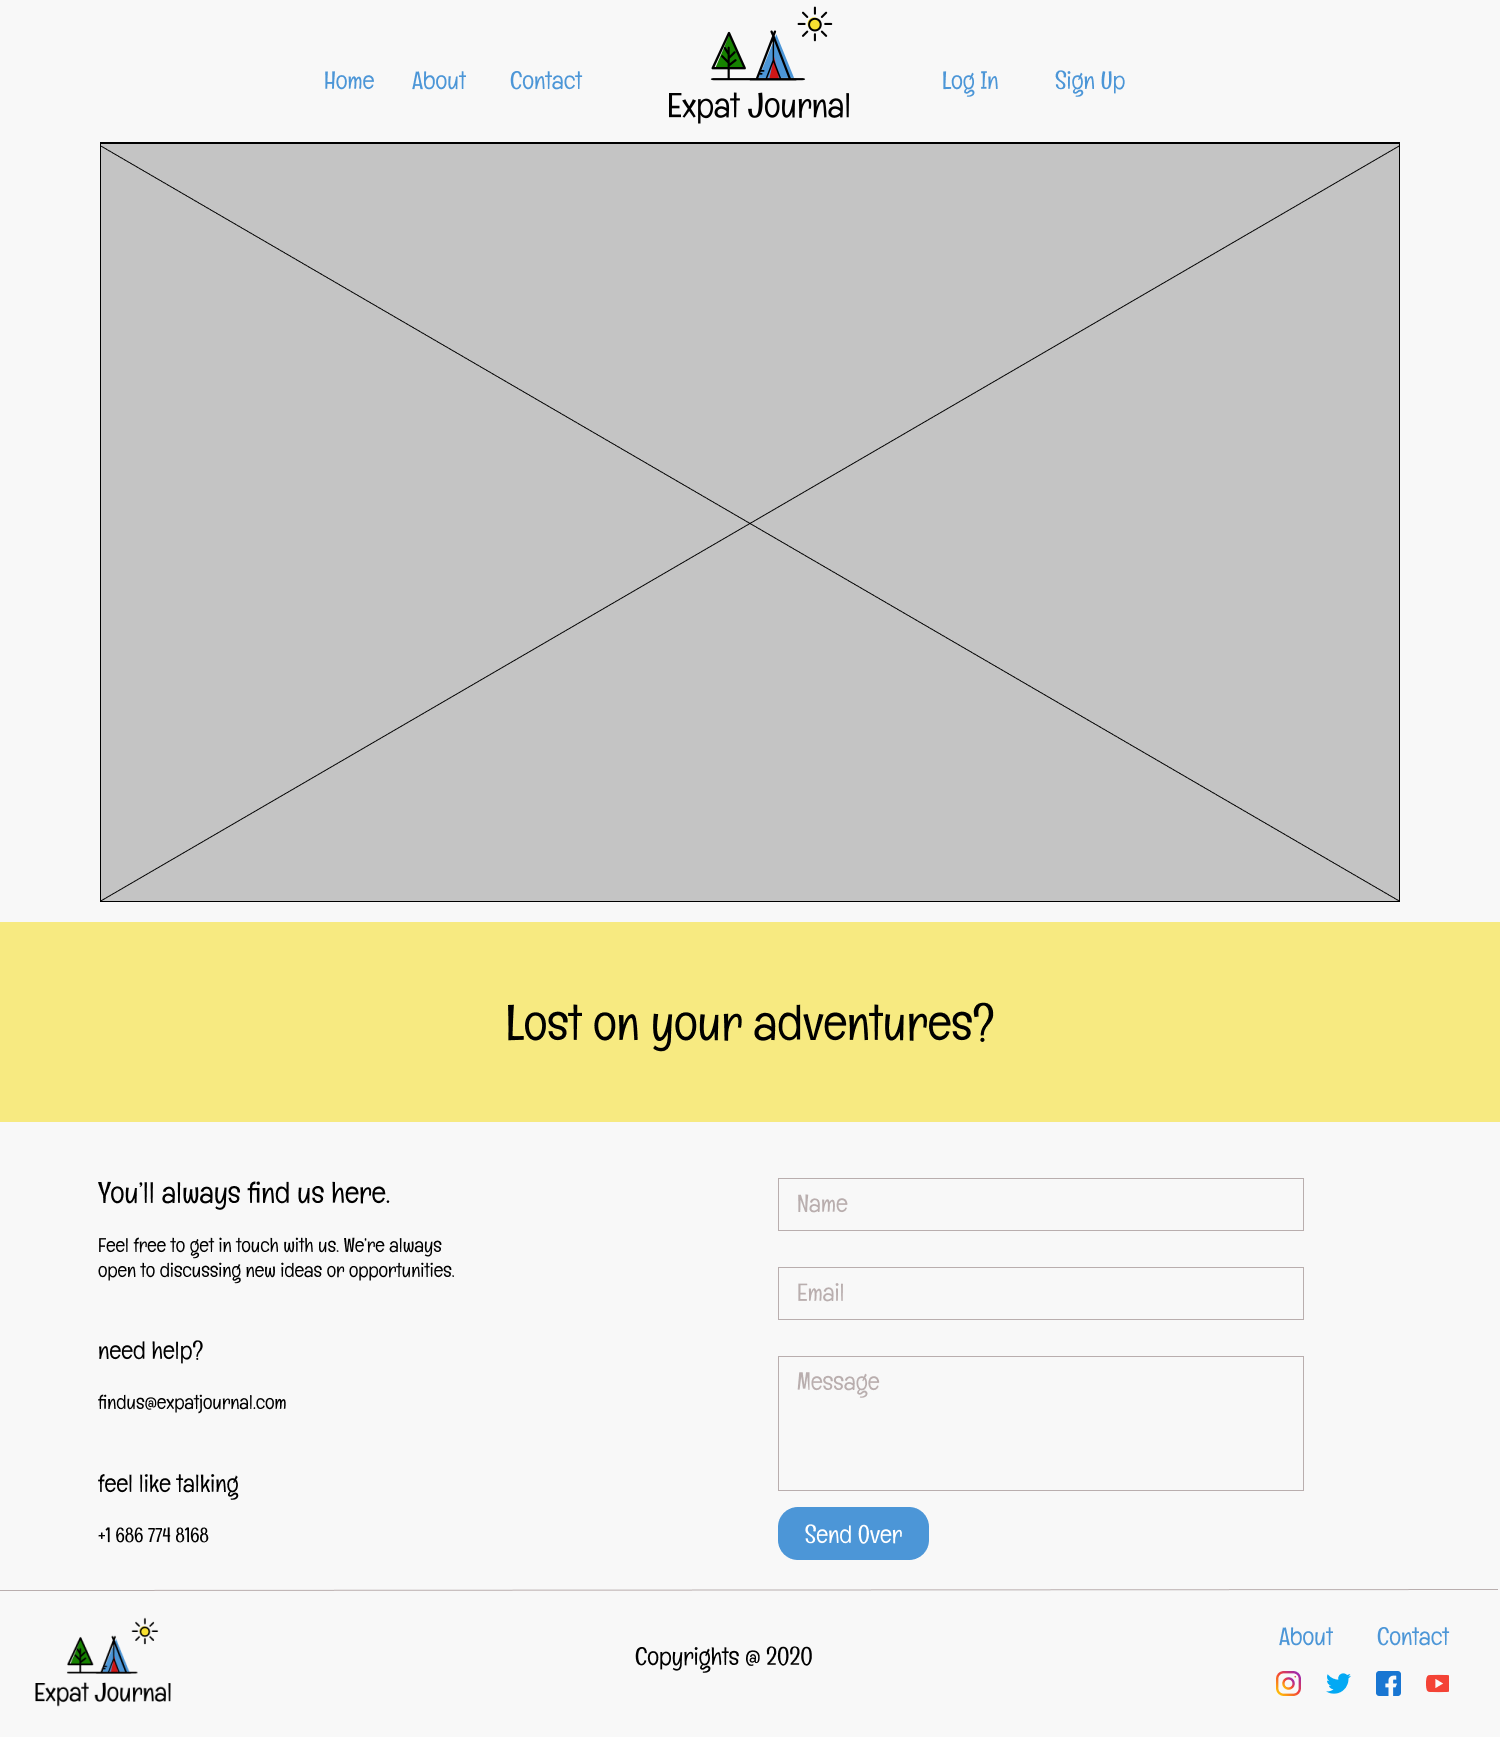 Home About Contact
Expat Journal
Log In Sign Up
Lost on your adventures?
You'll always find us here.
Feel free to get in touch with us. We're always
open to discussing new ideas or opportunities.
need help?
findus@expatjournal.com
feel like talking
+1 686 774 8168
Name
Email
Message
Send Over
Expat Journal
Copyrights @ 2020
About Contact